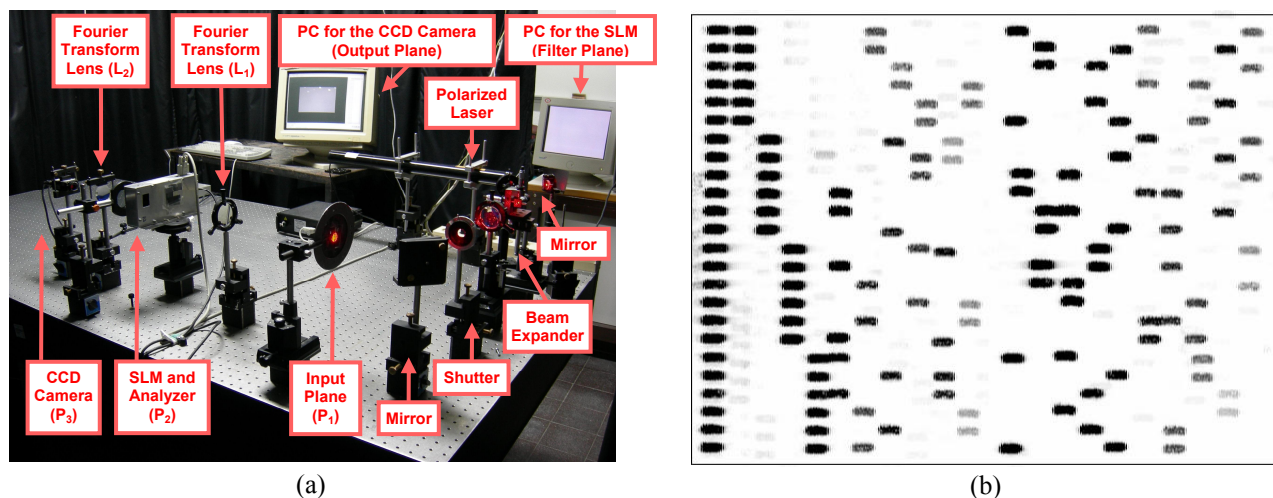 Fourier
Transform
Lens (L₂)
Fourier
Transform
Lens (L₁)
PC for the CCD Camera
(Output Plane)
PC for the SLM
(Filter Plane)
Polarized
Laser
Mirror
Beam
Expander
Shutter
Mirror
Input
Plane
(P₁)
SLM and
Analyzer
(P₂)
CCD
Camera
(P₃)
(a)
(b)